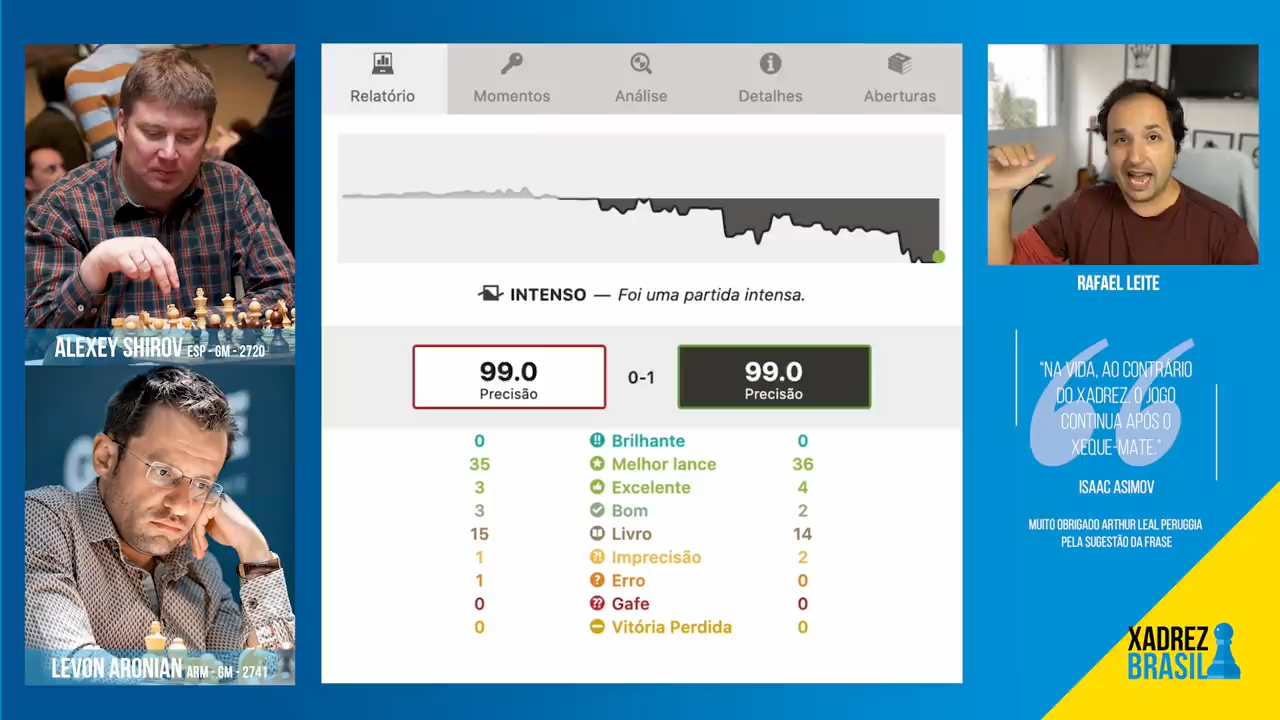 Relatório
Momentos
Análise
Detalhes
Aberturas
INTENSO — Foi uma partida intensa.
99.0
Precisão
0-1
99.0
Precisão
0 Brilhante 0
35 Melhor lance 36
3 Excelente 4
3 Bom 2
15 Livro 14
1 Imprecisão 2
1 Erro 0
0 Gafe 0
0 Vitória Perdida 0
ALEXEY SHIROV ESP - GM - 2720
LEVON ARONIAN ARM - GM - 2741
RAFAEL LEITE
"NA VIDA, AO CONTRÁRIO
DO XADREZ, O JOGO
CONTINUA APÓS O
XEQUE-MATE."
ISAAC ASIMOV
MUITO OBRIGADO ARTHUR LEAL PERUGGIA
PELA SUGESTÃO DA FRASE
XADREZ
BRASIL